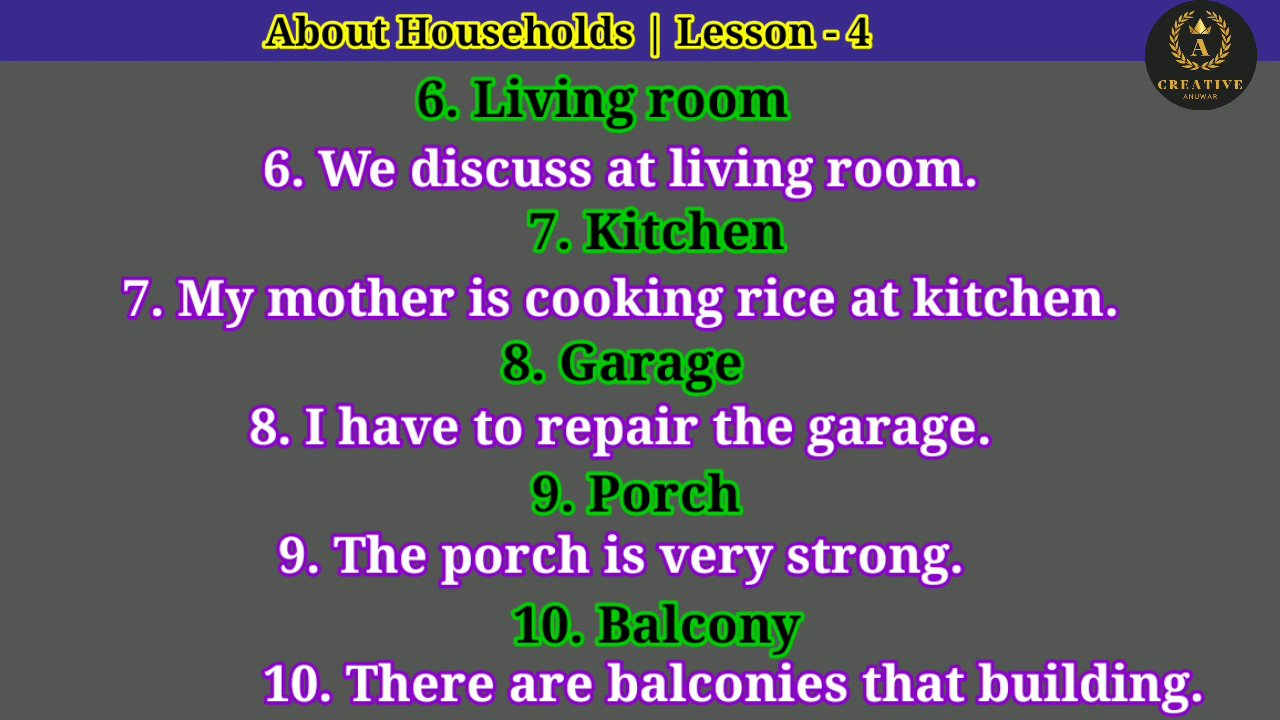 About Households | Lesson - 4
A
CREATIVE
ANUWAR
6. Living room
6. We discuss at living room.
7. Kitchen
7. My mother is cooking rice at kitchen.
8. Garage
8. I have to repair the garage.
9. Porch
9. The porch is very strong.
10. Balcony
10. There are balconies that building.